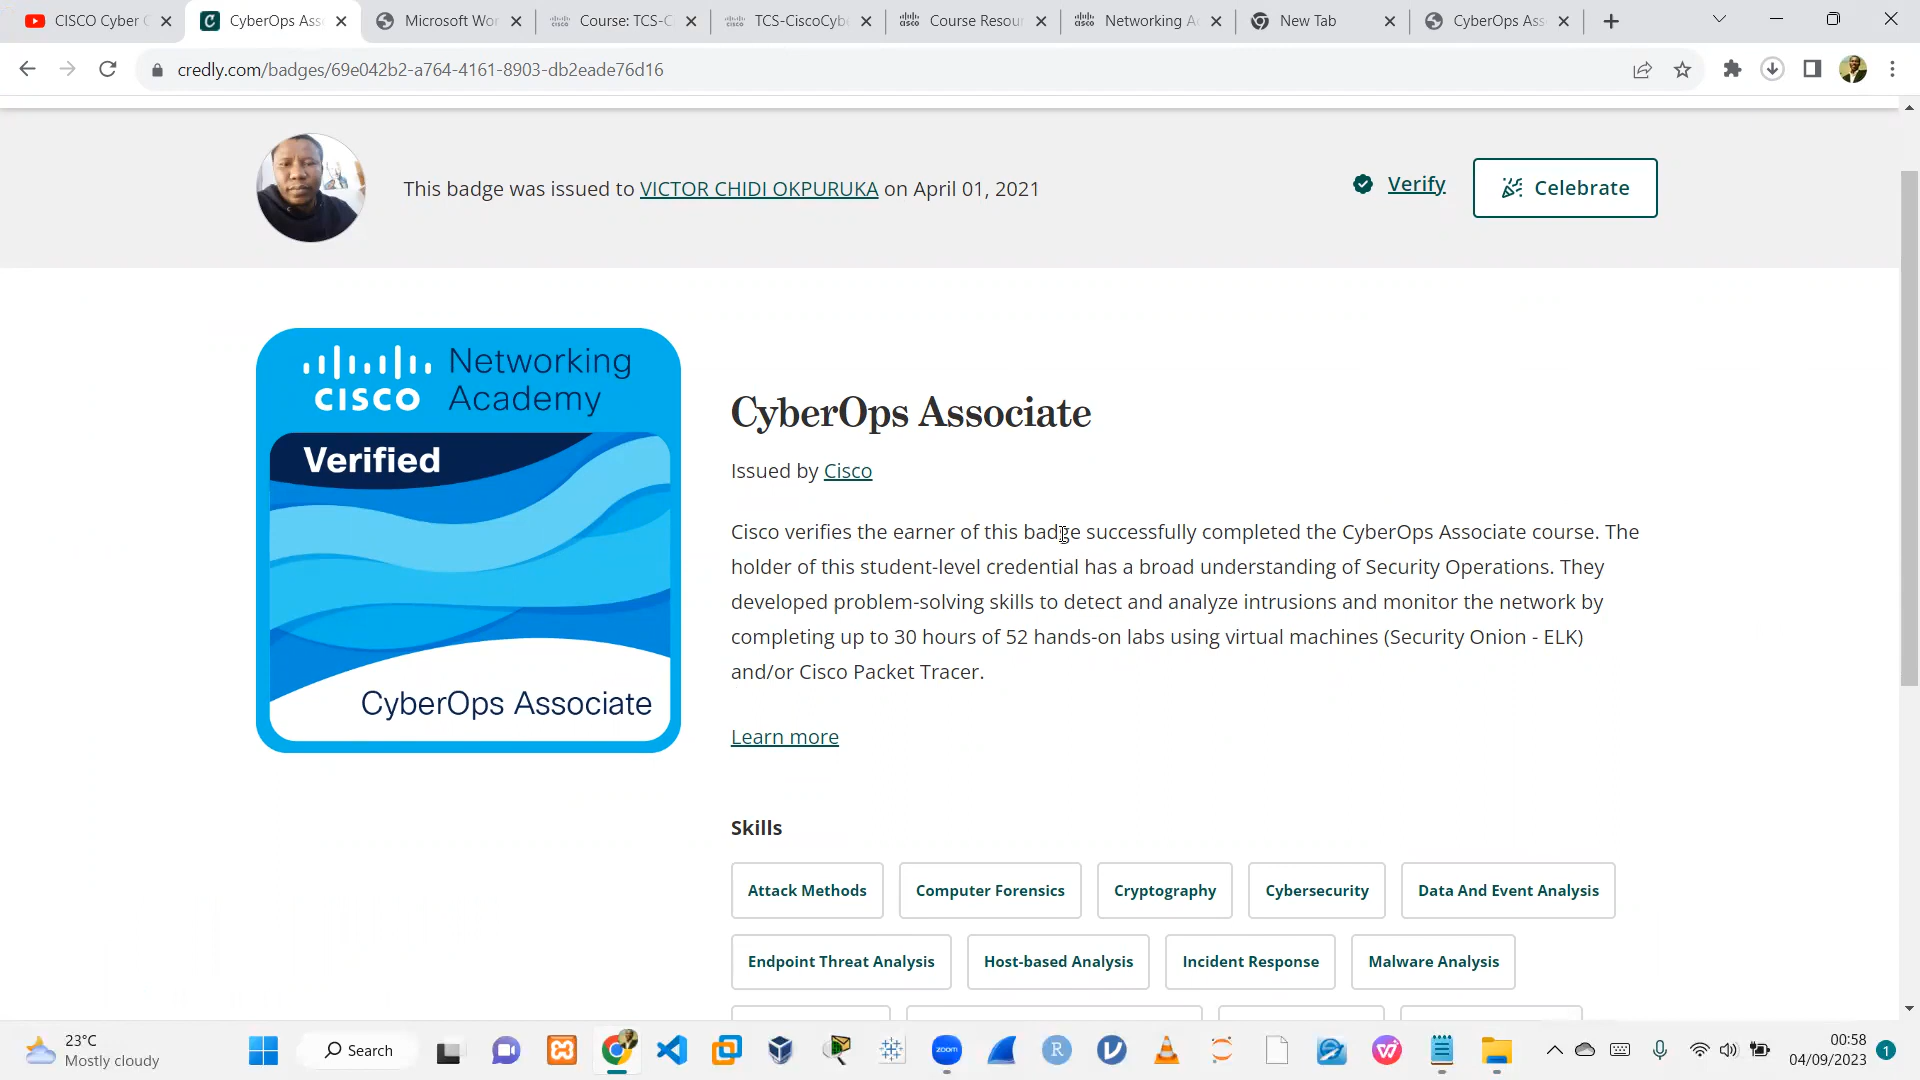 CISCO Cyber
CyberOps Ass
Microsoft Wor
Course: TCS-C
TCS-CiscoCyb
Course Resour
Networking A
New Tab
CyberOps Ass
credly.com/badges/69e042b2-a764-4161-8903-db2eade76d16
This badge was issued to VICTOR CHIDI OKPURUKA on April 01, 2021
Verify
Celebrate
CISCO Networking
Academy
Verified
CyberOps Associate
CyberOps Associate
Issued by Cisco
Cisco verifies the earner of this badge successfully completed the CyberOps Associate course. The
holder of this student-level credential has a broad understanding of Security Operations. They
developed problem-solving skills to detect and analyze intrusions and monitor the network by
completing up to 30 hours of 52 hands-on labs using virtual machines (Security Onion - ELK)
and/or Cisco Packet Tracer.
Learn more
Skills
Attack Methods
Computer Forensics
Cryptography
Cybersecurity
Data And Event Analysis
Endpoint Threat Analysis
Host-based Analysis
Incident Response
Malware Analysis
23°C
Mostly cloudy
Search
zoom
00:58
04/09/2023
1